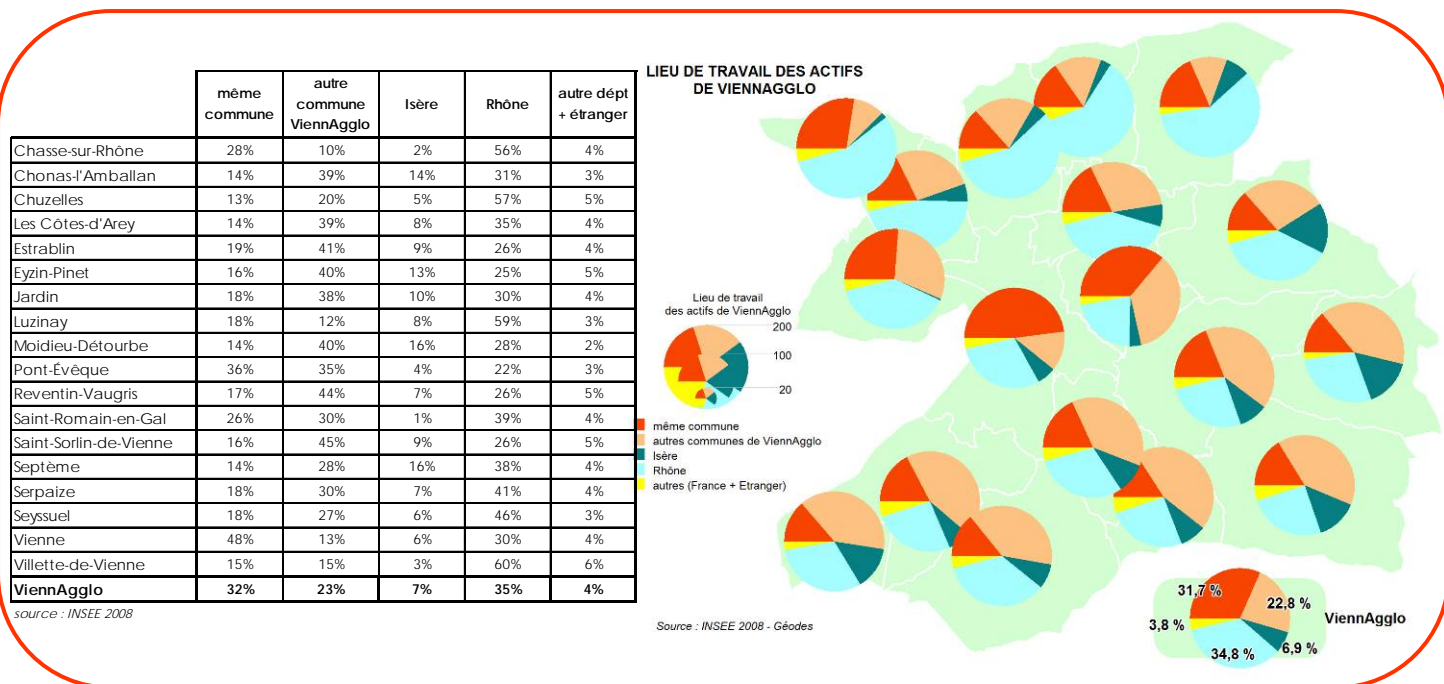 même commune | autre commune ViennAgglo | Isère | Rhône | autre dépt + étranger
Chasse-sur-Rhône 28% 10% 2% 56% 4%
Chonas-l'Amballan 14% 39% 14% 31% 3%
Chuzelles 13% 20% 5% 57% 5%
Les Côtes-d'Arey 14% 39% 8% 35% 4%
Estrablin 19% 41% 9% 26% 4%
Eyzin-Pinet 16% 40% 13% 25% 5%
Jardin 18% 38% 10% 30% 4%
Luzinay 18% 12% 8% 59% 3%
Moidieu-Détourbe 14% 40% 16% 28% 2%
Pont-Évêque 36% 35% 4% 22% 3%
Reventin-Vaugris 17% 44% 7% 26% 5%
Saint-Romain-en-Gal 26% 30% 1% 39% 4%
Saint-Sorlin-de-Vienne 16% 45% 9% 26% 5%
Septème 14% 28% 16% 38% 4%
Serpaize 18% 30% 7% 41% 4%
Seyssuel 18% 27% 6% 46% 3%
Vienne 48% 13% 6% 30% 4%
Villette-de-Vienne 15% 15% 3% 60% 6%
ViennAgglo 32% 23% 7% 35% 4%
source : INSEE 2008
LIEU DE TRAVAIL DES ACTIFS
DE VIENNAGGLO
Lieu de travail
des actifs de ViennAgglo
200
100
20
même commune
autres communes de ViennAgglo
Isère
Rhône
autres (France + Etranger)
Source : INSEE 2008 - Géodes
31,7 %
22,8 %
ViennAgglo
3,8 %
6,9 %
34,8 %